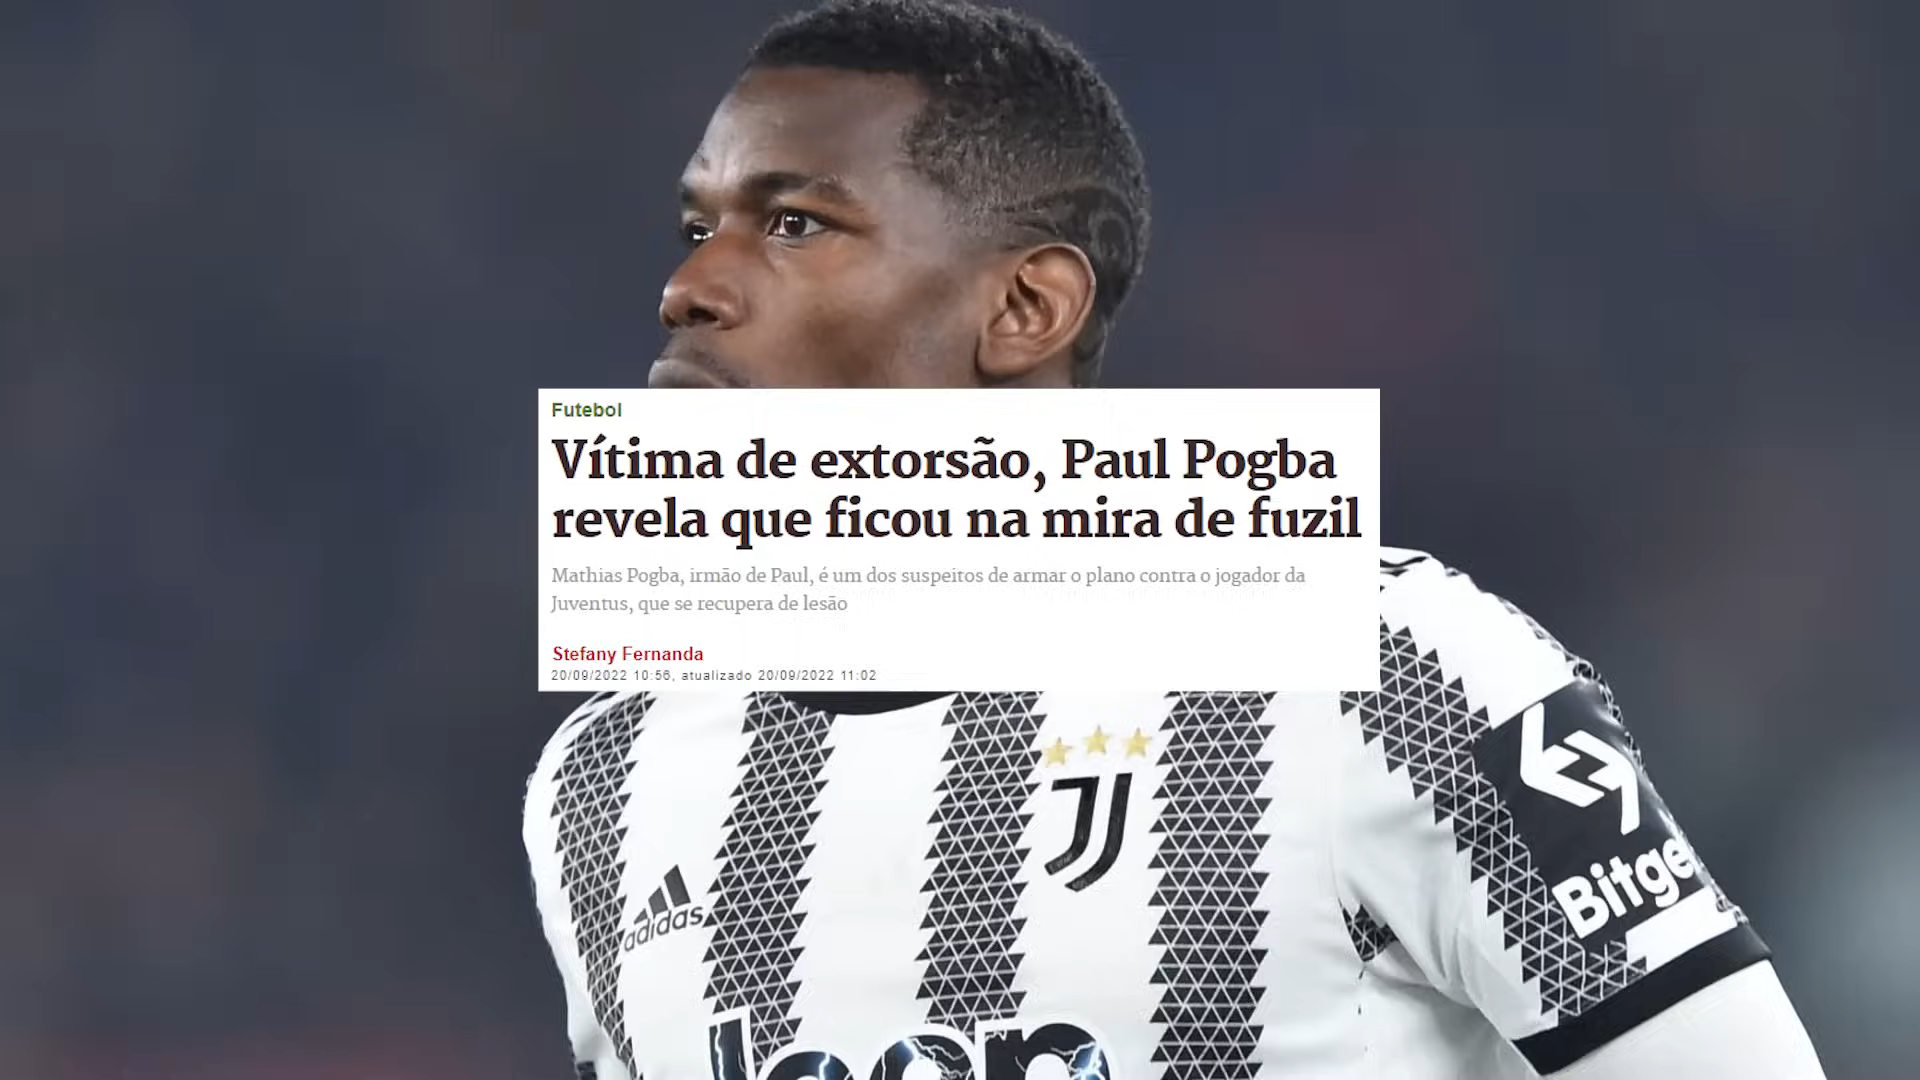 Futebol
Vítima de extorsão, Paul Pogba
revela que ficou na mira de fuzil
Mathias Pogba, irmão de Paul, é um dos suspeitos de armar o plano contra o jogador da
Juventus, que se recupera de lesão
Stefany Fernanda
20/09/2022 10:56, atualizado 20/09/2022 11:02
adidas
Bitget
Jeep